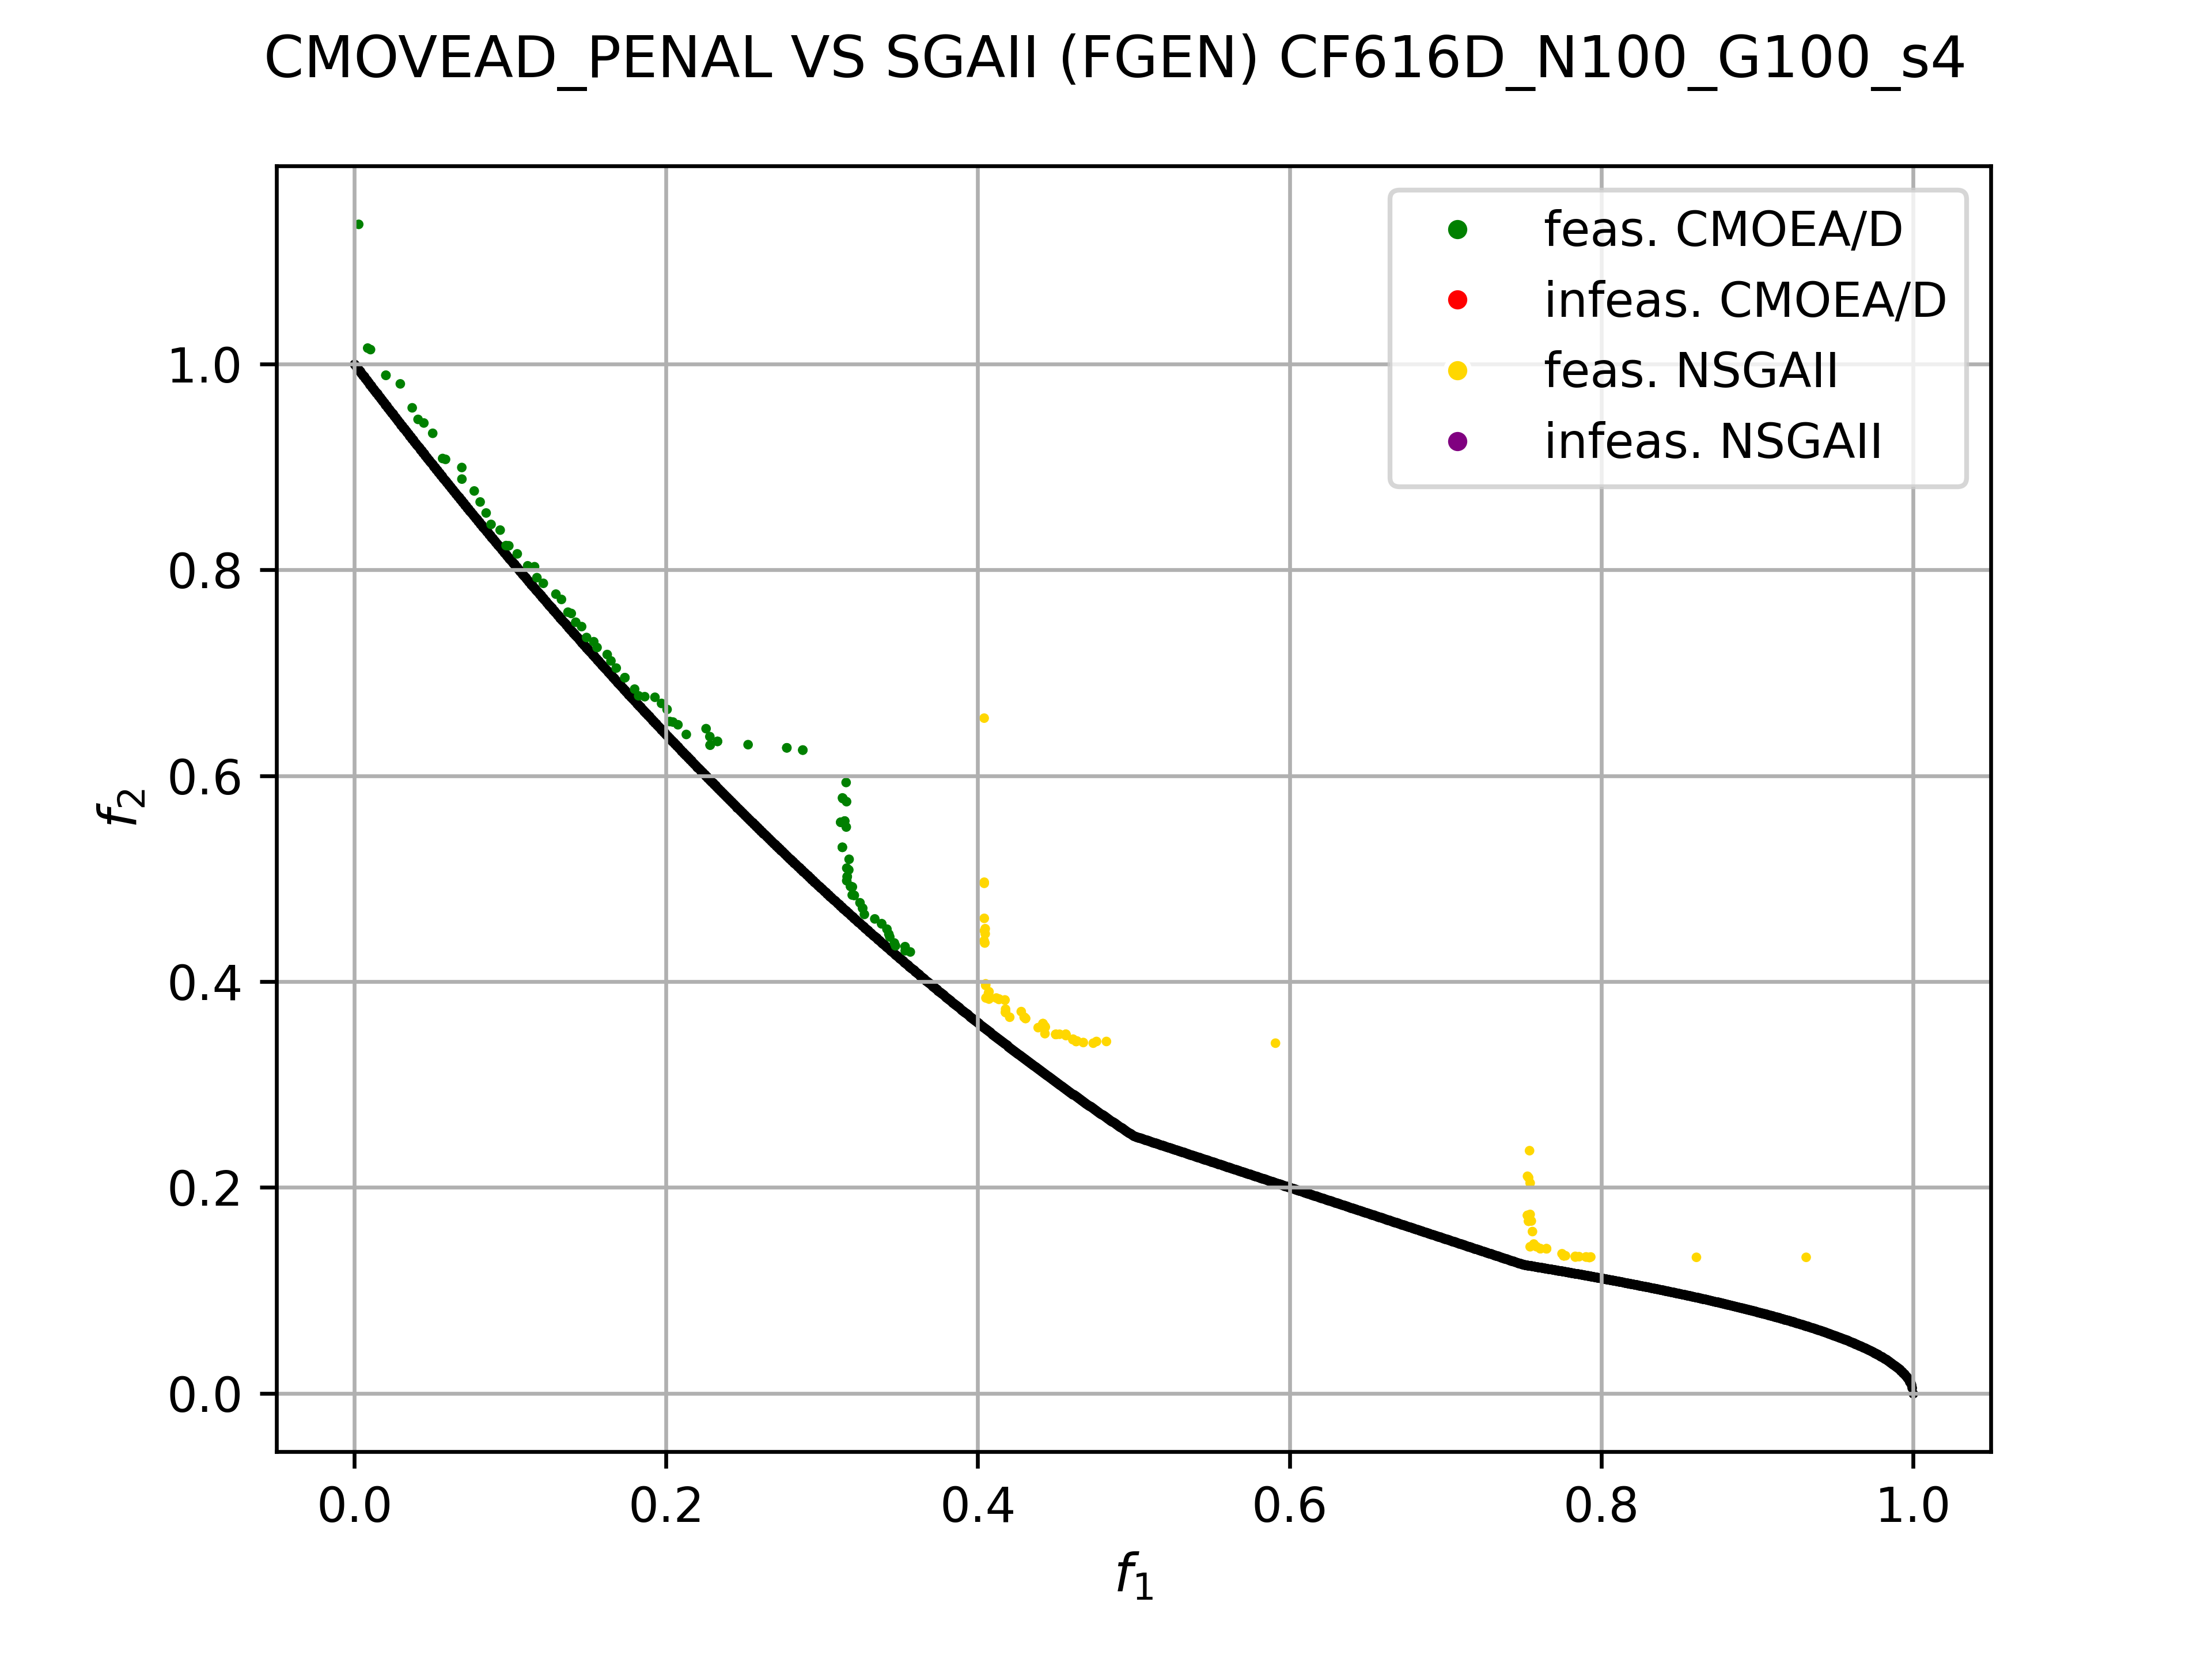 CMOVEAD_PENAL VS SGAII (FGEN) CF616D_N100_G100_s4
feas. CMOEA/D
infeas. CMOEA/D
feas. NSGAII
infeas. NSGAII
1.0
0.8
0.6
0.4
0.2
0.0
f2
0.0 0.2 0.4 0.6 0.8 1.0
f1